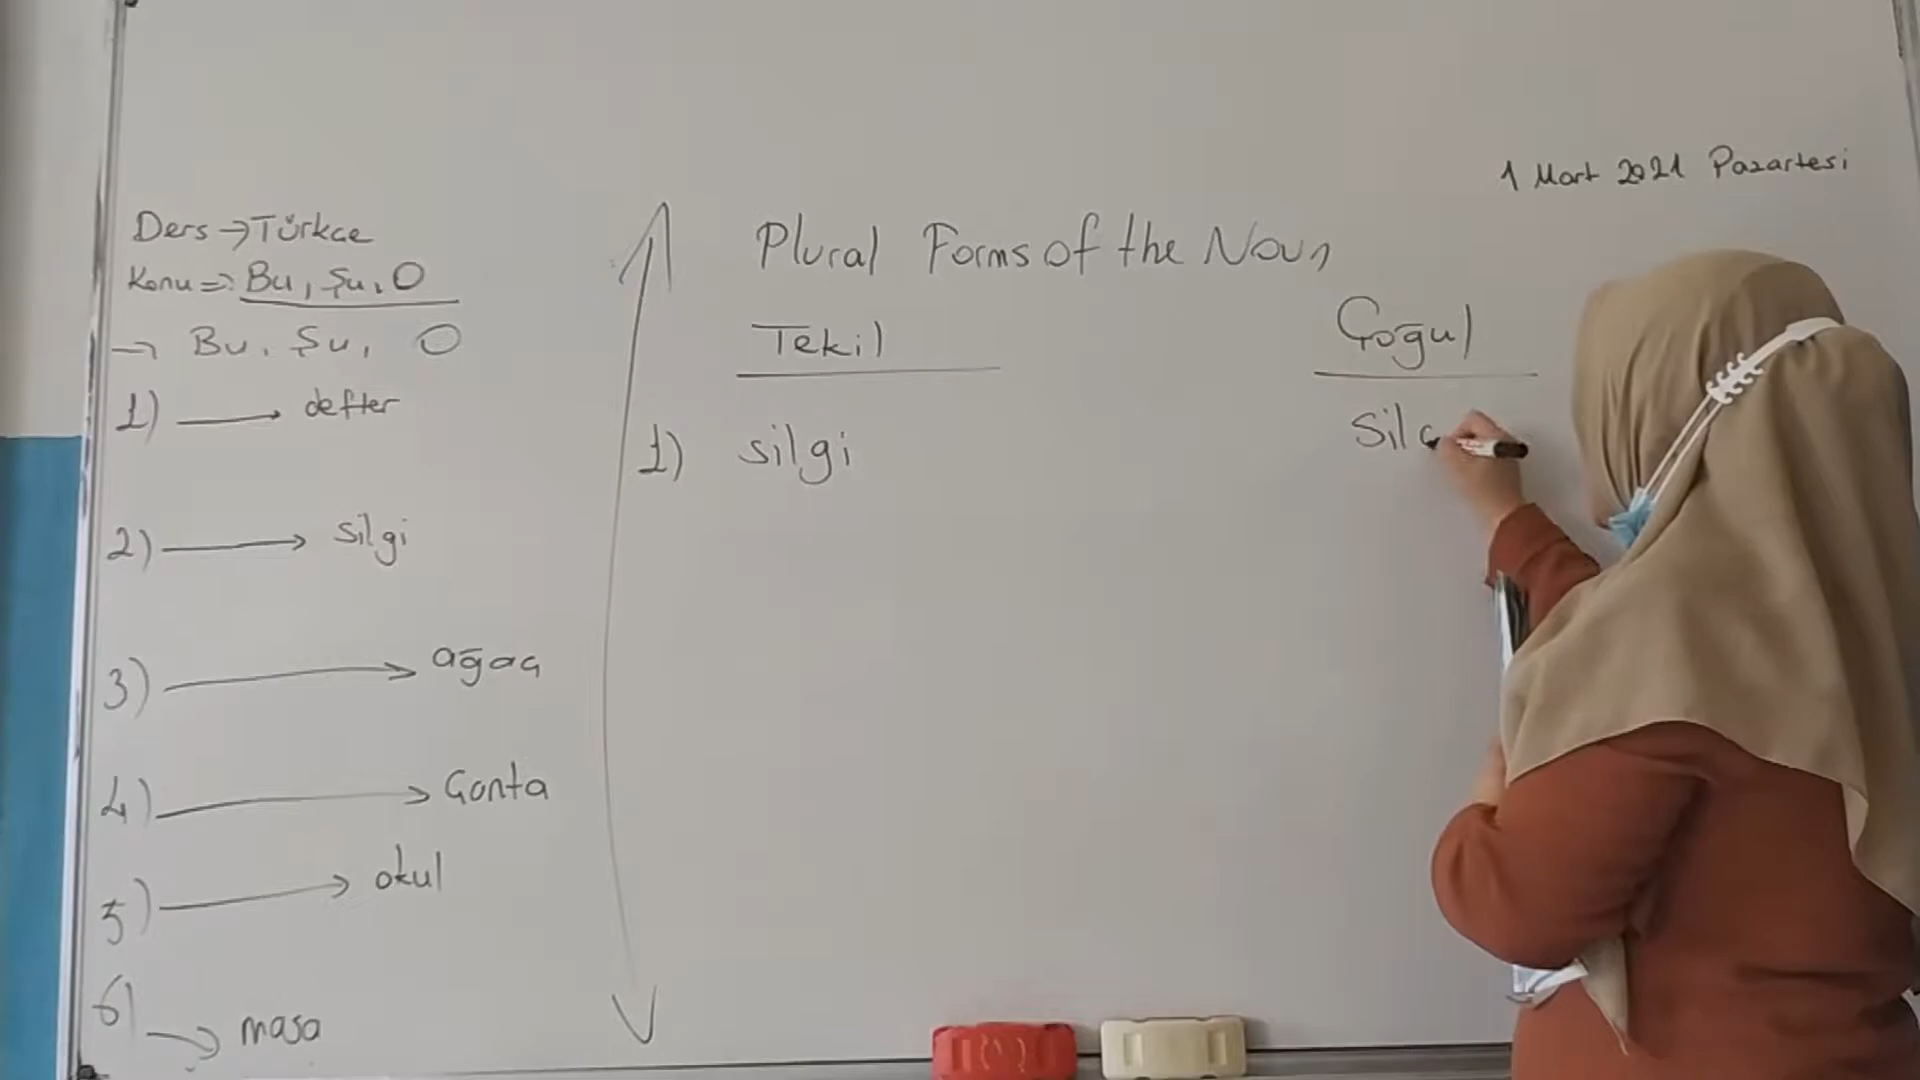 1 Mart 2021 Pazartesi
Ders → Türkçe
Konu => Bu, Şu, O
→ Bu, Şu, O
1) → defter
2) → silgi
3) → ağaç
4) → Çanta
5) → okul
6) → masa
Plural Forms of the Noun
Tekil Çoğul
1) silgi Silg